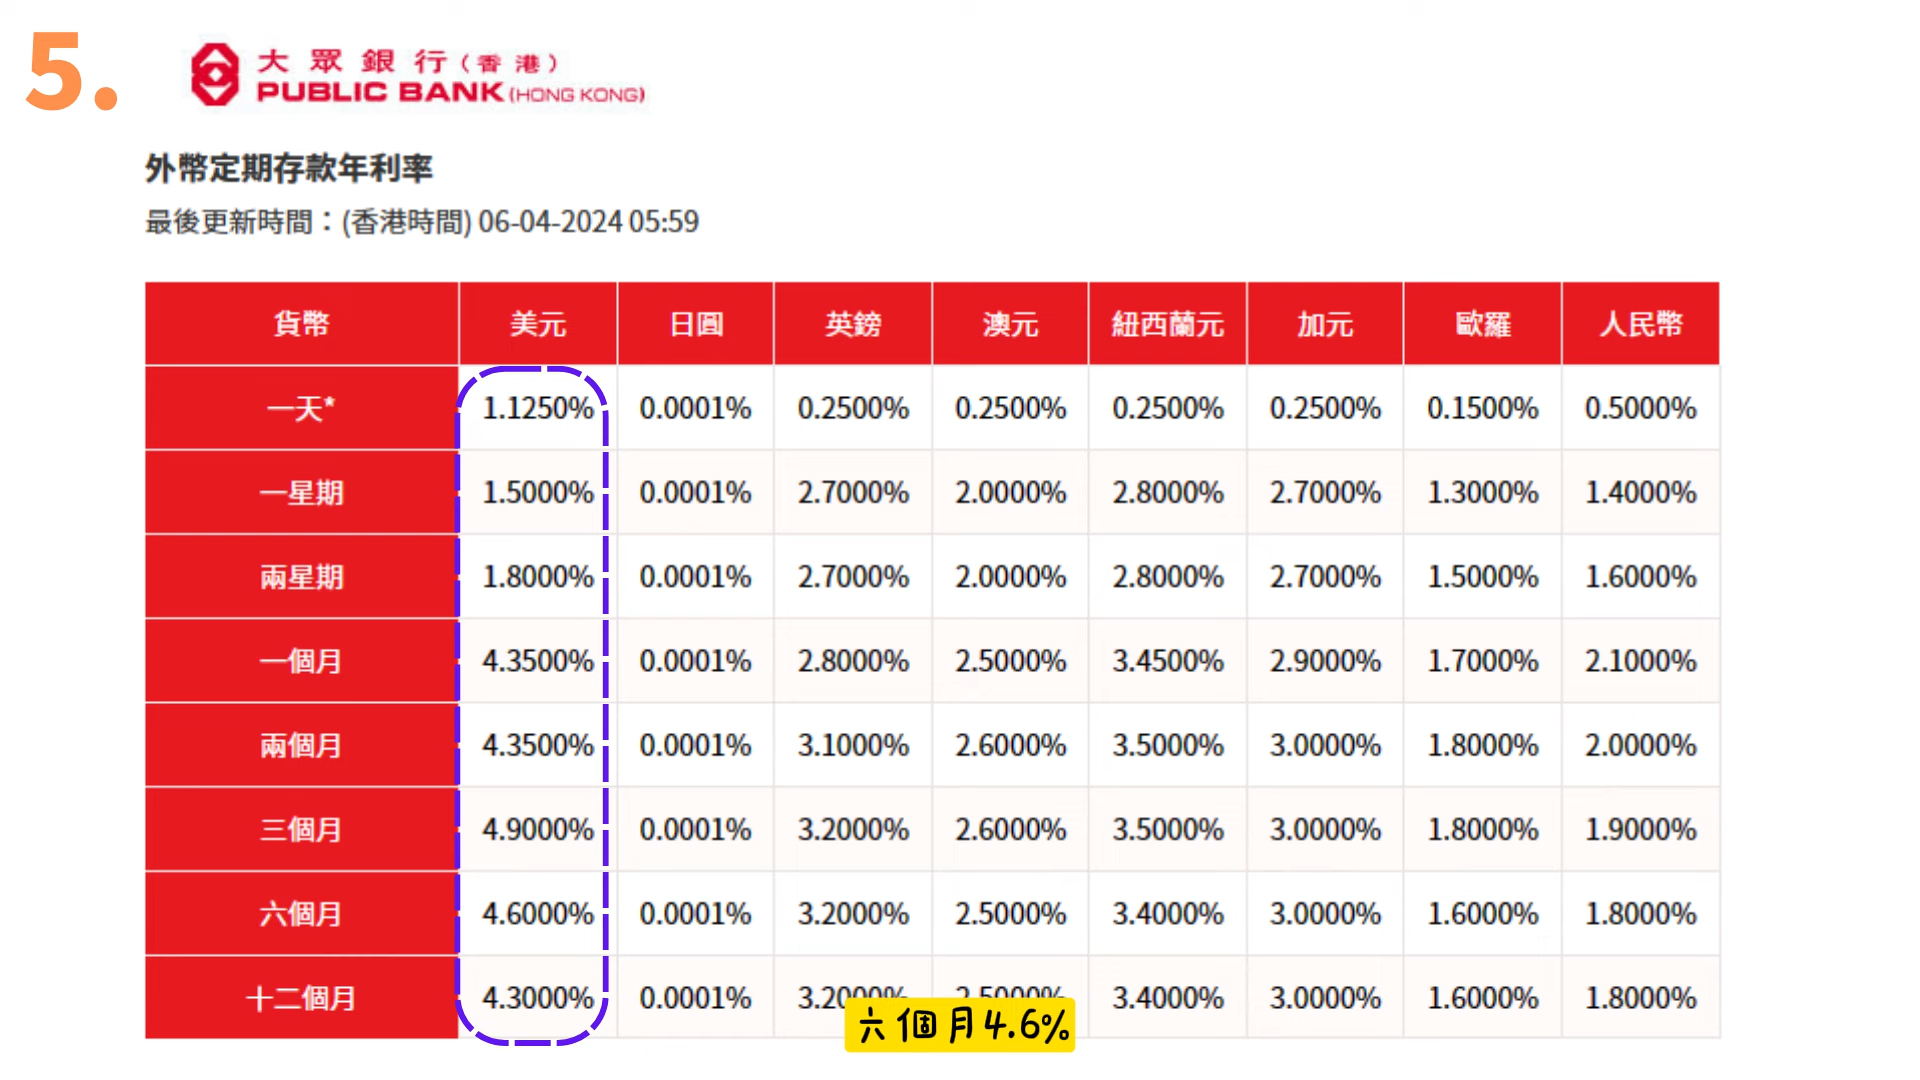 5.
大眾銀行(香港)
PUBLIC BANK (HONG KONG)
外幣定期存款年利率
最後更新時間：(香港時間) 06-04-2024 05:59
貨幣 美元 日圓 英鎊 澳元 紐西蘭元 加元 歐羅 人民幣
一天* 1.1250% 0.0001% 0.2500% 0.2500% 0.2500% 0.2500% 0.1500% 0.5000%
一星期 1.5000% 0.0001% 2.7000% 2.0000% 2.8000% 2.7000% 1.3000% 1.4000%
兩星期 1.8000% 0.0001% 2.7000% 2.0000% 2.8000% 2.7000% 1.5000% 1.6000%
一個月 4.3500% 0.0001% 2.8000% 2.5000% 3.4500% 2.9000% 1.7000% 2.1000%
兩個月 4.3500% 0.0001% 3.1000% 2.6000% 3.5000% 3.0000% 1.8000% 2.0000%
三個月 4.9000% 0.0001% 3.2000% 2.6000% 3.5000% 3.0000% 1.8000% 1.9000%
六個月 4.6000% 0.0001% 3.2000% 2.5000% 3.4000% 3.0000% 1.6000% 1.8000%
十二個月 4.3000% 0.0001% 3.2000% 2.5000% 3.4000% 3.0000% 1.6000% 1.8000%
六個月4.6%